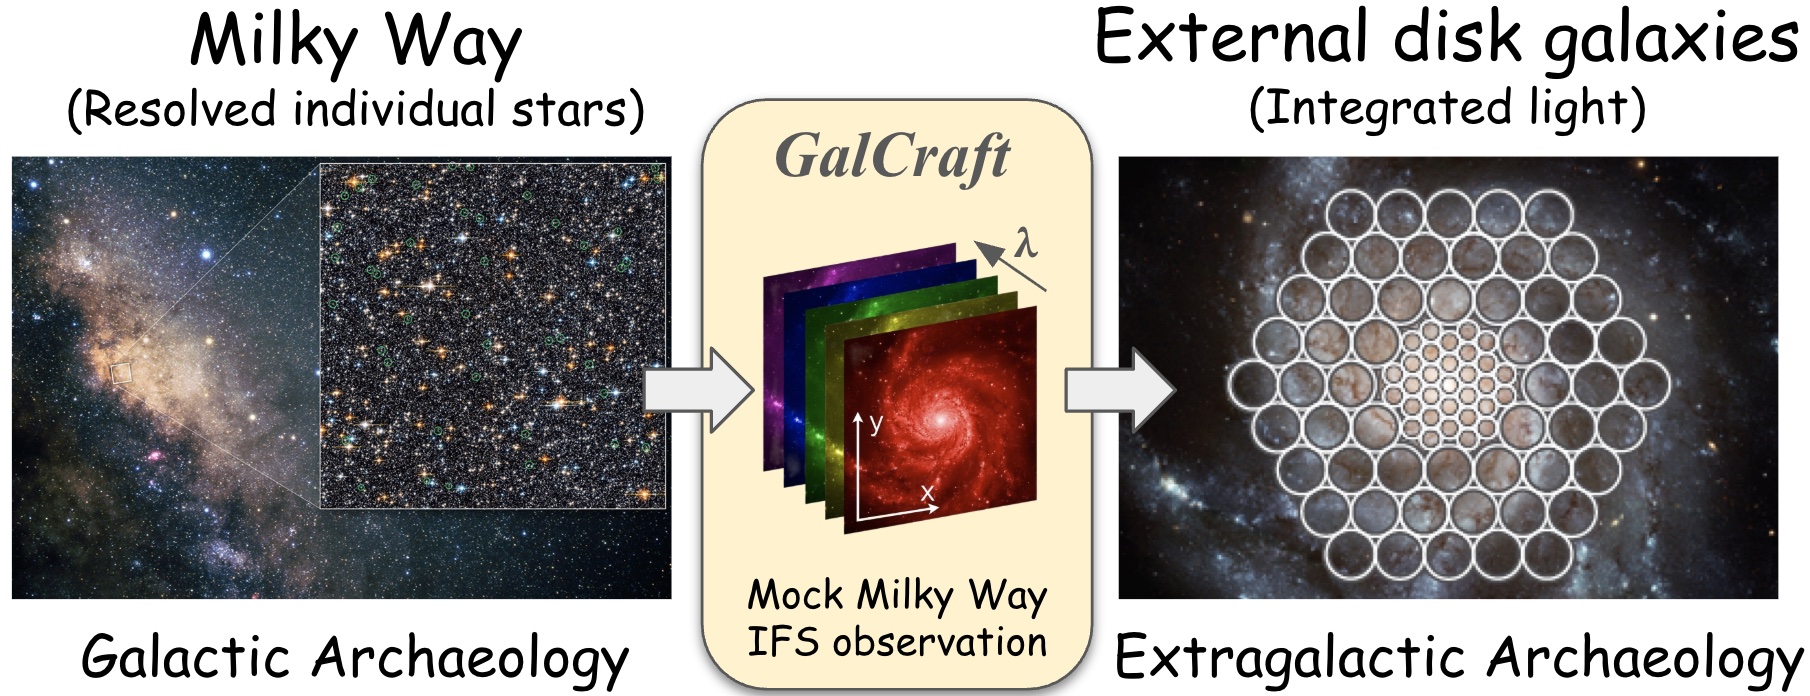 Milky Way
(Resolved individual stars)
Galactic Archaeology
GalCraft
λ
y
x
Mock Milky Way
IFS observation
External disk galaxies
(Integrated light)
Extragalactic Archaeology